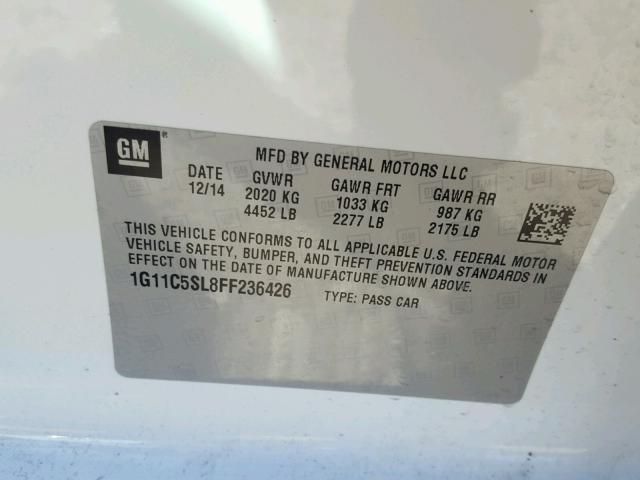 GM
MFD BY GENERAL MOTORS LLC
DATE GVWR GAWR FRT GAWR RR
12/14 2020 KG 1033 KG 987 KG
4452 LB 2277 LB 2175 LB
THIS VEHICLE CONFORMS TO ALL APPLICABLE U.S. FEDERAL MOTOR
VEHICLE SAFETY, BUMPER, AND THEFT PREVENTION STANDARDS IN
EFFECT ON THE DATE OF MANUFACTURE SHOWN ABOVE.
1G11C5SL8FF236426 TYPE: PASS CAR